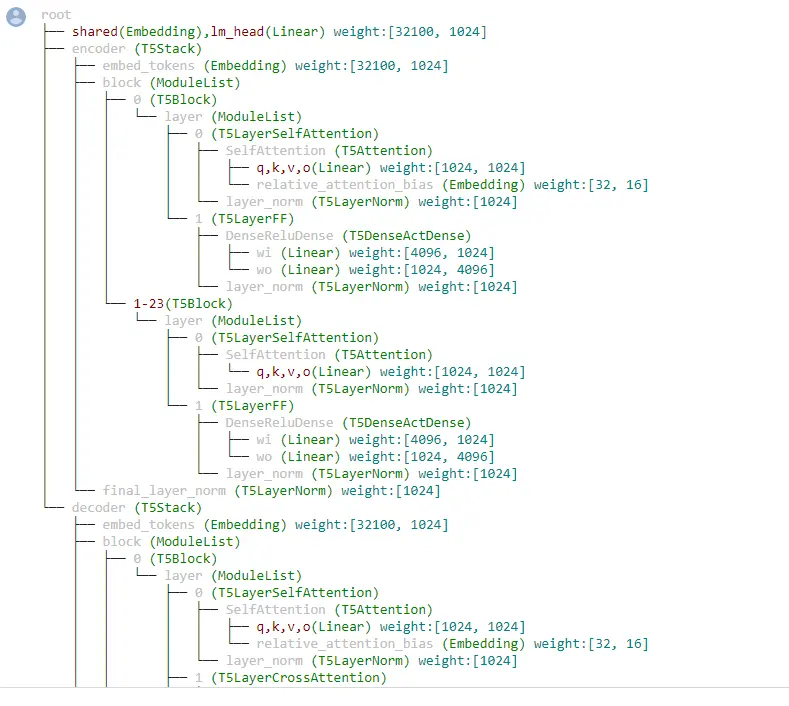 root
shared(Embedding),lm_head(Linear) weight:[32100, 1024]
encoder (T5Stack)
embed_tokens (Embedding) weight:[32100, 1024]
block (ModuleList)
0 (T5Block)
layer (ModuleList)
0 (T5LayerSelfAttention)
SelfAttention (T5Attention)
q,k,v,o(Linear) weight:[1024, 1024]
relative_attention_bias (Embedding) weight:[32, 16]
layer_norm (T5LayerNorm) weight:[1024]
1 (T5LayerFF)
DenseReluDense (T5DenseActDense)
wi (Linear) weight:[4096, 1024]
wo (Linear) weight:[1024, 4096]
layer_norm (T5LayerNorm) weight:[1024]
1-23(T5Block)
layer (ModuleList)
0 (T5LayerSelfAttention)
SelfAttention (T5Attention)
q,k,v,o(Linear) weight:[1024, 1024]
layer_norm (T5LayerNorm) weight:[1024]
1 (T5LayerFF)
DenseReluDense (T5DenseActDense)
wi (Linear) weight:[4096, 1024]
wo (Linear) weight:[1024, 4096]
layer_norm (T5LayerNorm) weight:[1024]
final_layer_norm (T5LayerNorm) weight:[1024]
decoder (T5Stack)
embed_tokens (Embedding) weight:[32100, 1024]
block (ModuleList)
0 (T5Block)
layer (ModuleList)
0 (T5LayerSelfAttention)
SelfAttention (T5Attention)
q,k,v,o(Linear) weight:[1024, 1024]
relative_attention_bias (Embedding) weight:[32, 16]
layer_norm (T5LayerNorm) weight:[1024]
1 (T5LayerCrossAttention)